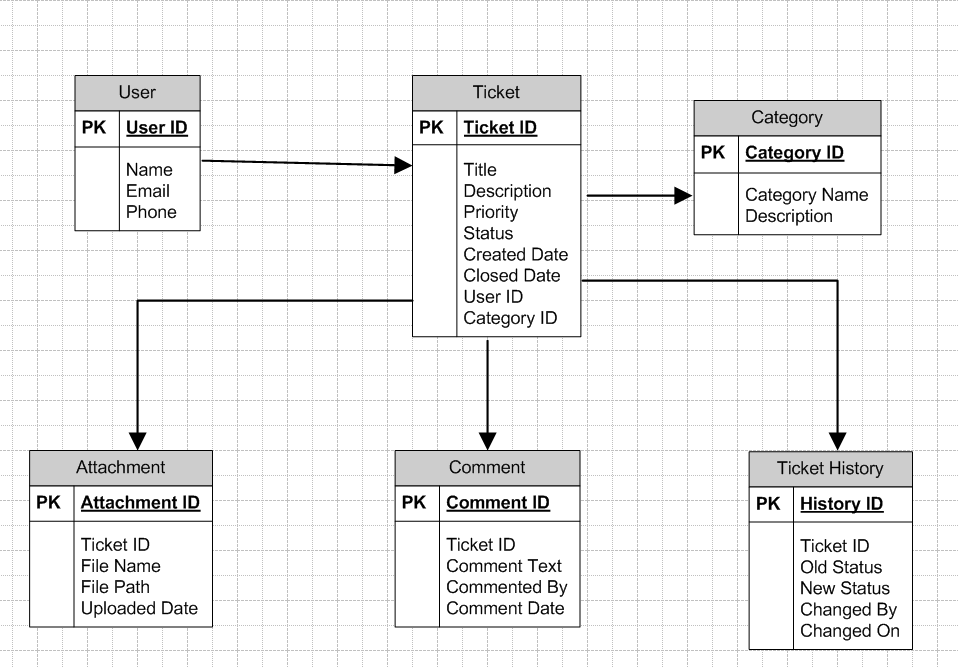 User
PK User ID
Name
Email
Phone
Ticket
PK Ticket ID
Title
Description
Priority
Status
Created Date
Closed Date
User ID
Category ID
Category
PK Category ID
Category Name
Description
Attachment
PK Attachment ID
Ticket ID
File Name
File Path
Uploaded Date
Comment
PK Comment ID
Ticket ID
Comment Text
Commented By
Comment Date
Ticket History
PK History ID
Ticket ID
Old Status
New Status
Changed By
Changed On